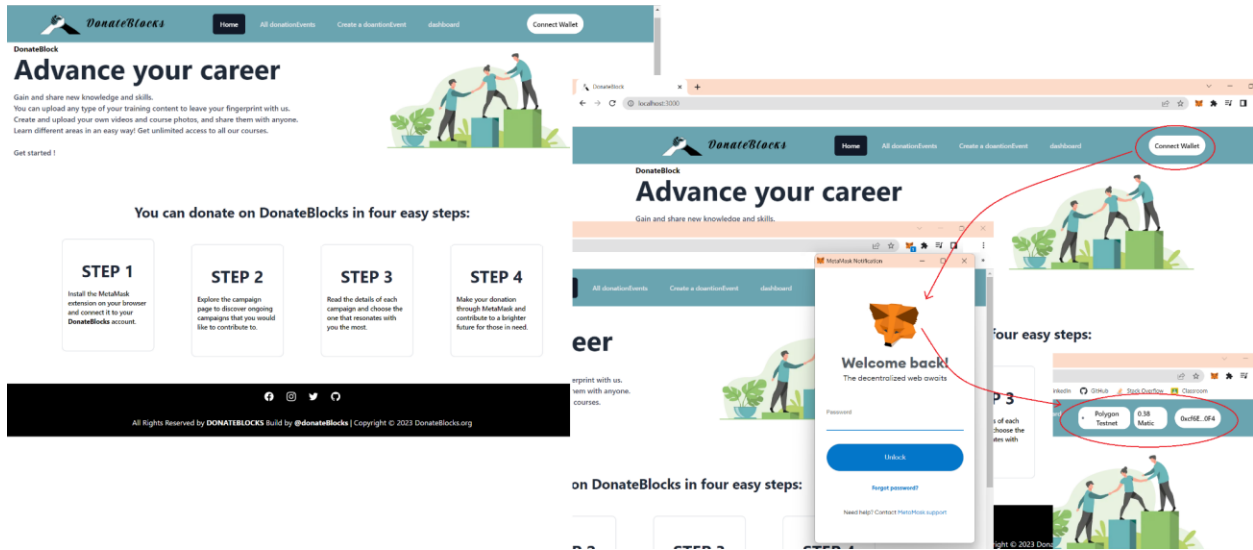 DonateBlocks
Home All donationEvents Create a doantionEvent dashboard Connect Wallet
DonateBlock
Advance your career
Gain and share new knowledge and skills.
You can upload any type of your training content to leave your fingerprint with us.
Create and upload your own videos and course photos, and share them with anyone.
Learn different areas in an easy way! Get unlimited access to all our courses.
Get started !
You can donate on DonateBlocks in four easy steps:
STEP 1
Install the MetaMask
extension on your browser
and connect it to your
DonateBlocks account.
STEP 2
Explore the campaign
page to discover ongoing
campaigns that you would
like to contribute to.
STEP 3
Read the details of each
campaign and choose the
one that resonates with
you the most.
STEP 4
Make your donation
through MetaMask and
contribute to a brighter
future for those in need.
All Rights Reserved by DONATEBLOCKS Build by @donateBlocks | Copyright © 2023 DonateBlocks.org
DonateBlock
localhost:3000
DonateBlocks
Home All donationEvents Create a doantionEvent dashboard Connect Wallet
DonateBlock
Advance your career
Gain and share new knowledge and skills.
All donationEvents Create a doantionEvent dashboard
eer
erprint with us.
hem with anyone.
courses.
on DonateBlocks in four easy steps:
STEP 3
STEP 4
MetaMask Notification
Welcome back!
The decentralized web awaits
Password
Unlock
Forgot password?
Need help? Contact MetaMask support
four easy steps:
P 3
s of each
choose the
ates with
GitHub Stack Overflow Classroom
Polygon
Testnet
0.38
Matic
0xcf6E...0F4
right © 2023 Don